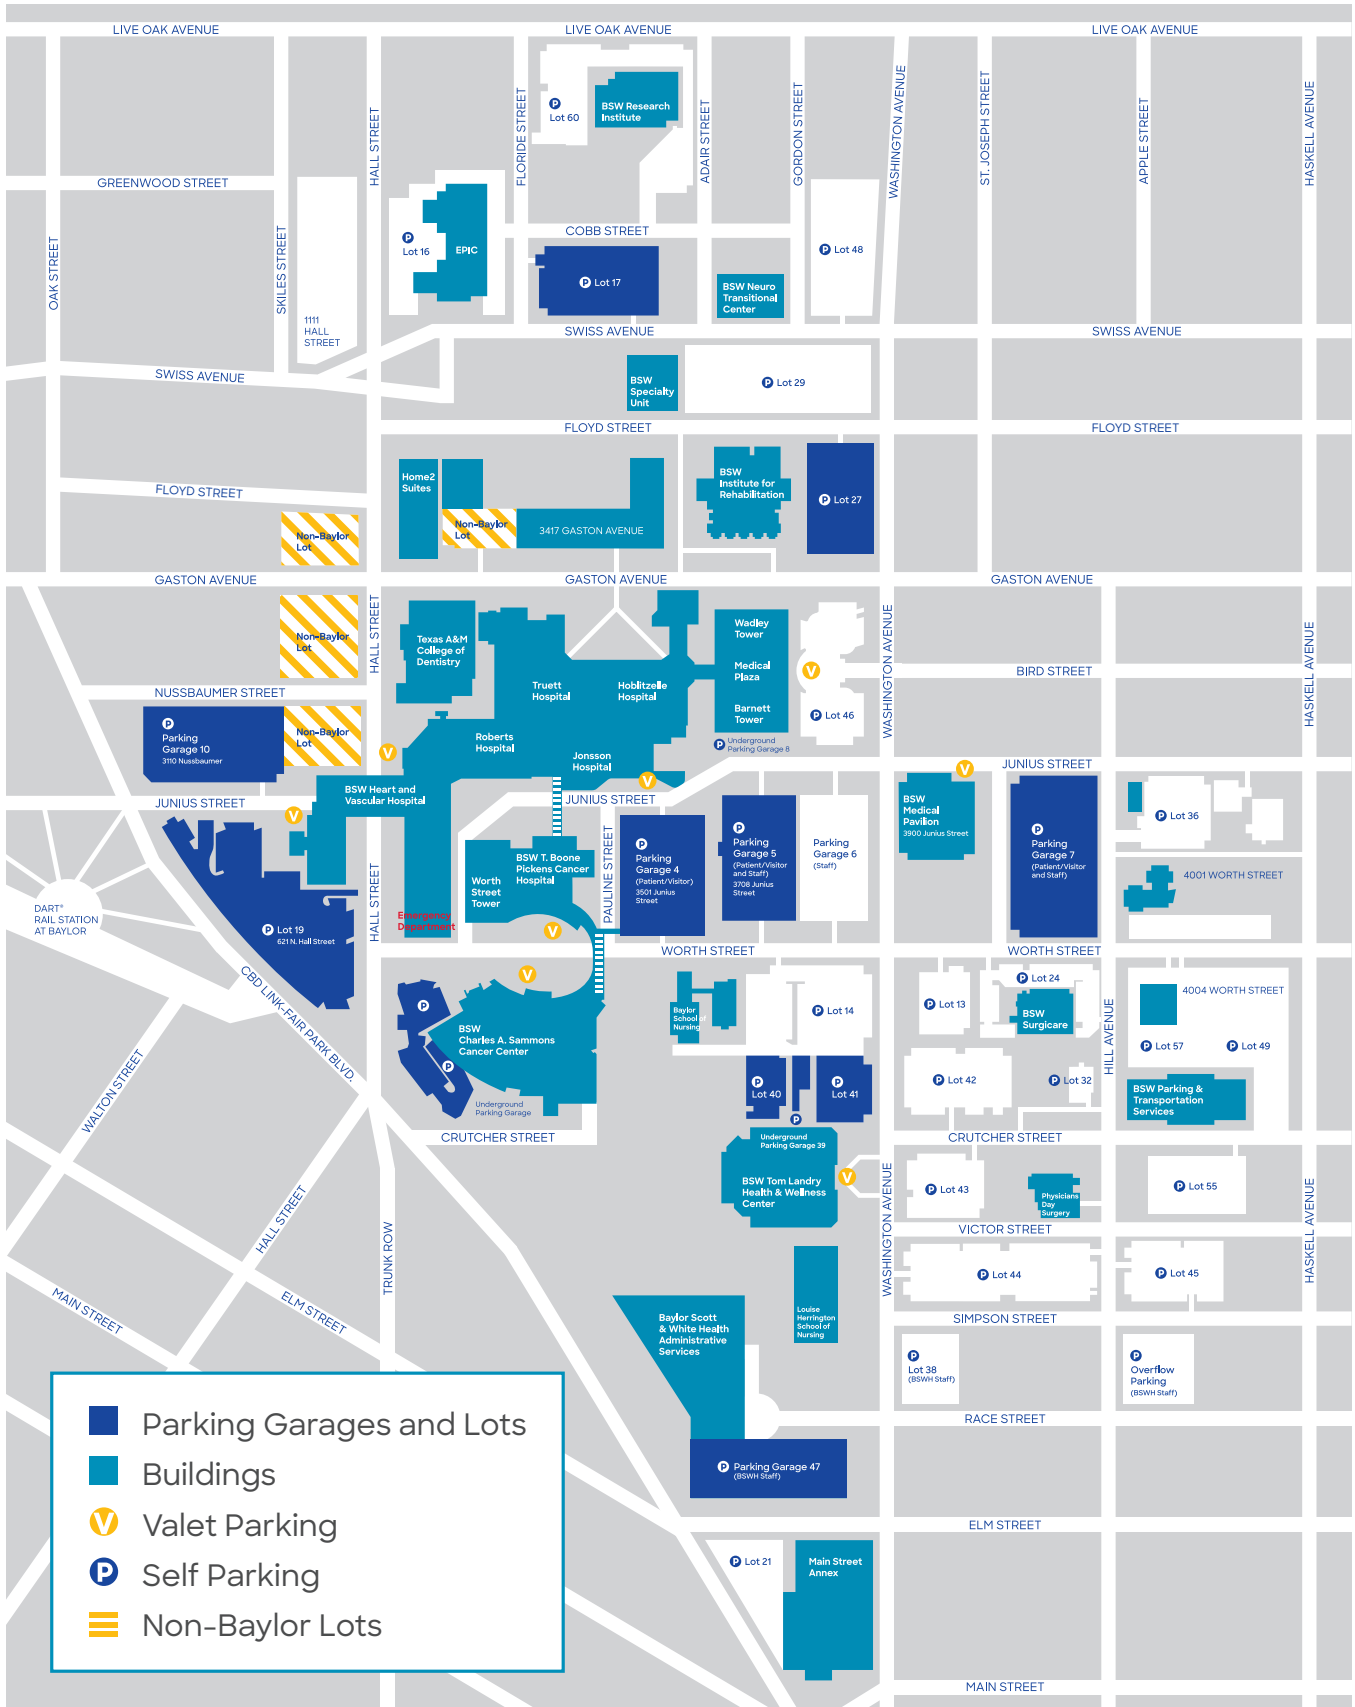 LIVE OAK AVENUE
LIVE OAK AVENUE
LIVE OAK AVENUE
HALL STREET
FLORIDE STREET
ADAIR STREET
GORDON STREET
WASHINGTON AVENUE
ST. JOSEPH STREET
APPLE STREET
HASKELL AVENUE
P
Lot 60
BSW Research
Institute
GREENWOOD STREET
OAK STREET
SKILES STREET
1111
HALL
STREET
P
Lot 16
EPIC
COBB STREET
P Lot 17
BSW Neuro
Transitional
Center
P Lot 48
SWISS AVENUE
SWISS AVENUE
SWISS AVENUE
BSW
Specialty
Unit
P Lot 29
FLOYD STREET
FLOYD STREET
FLOYD STREET
Home2
Suites
Non-Baylor
Lot
Non-Baylor
Lot
3417 GASTON AVENUE
BSW
Institute for
Rehabilitation
P Lot 27
GASTON AVENUE
GASTON AVENUE
GASTON AVENUE
Non-Baylor
Lot
HALL STREET
Texas A&M
College of
Dentistry
Truett
Hospital
Hoblitzelle
Hospital
Wadley
Tower
Medical
Plaza
Barnett
Tower
V
P Lot 46
WASHINGTON AVENUE
BIRD STREET
HASKELL AVENUE
NUSSBAUMER STREET
P
Parking
Garage 10
3110 Nussbaumer
Non-Baylor
Lot
V
Roberts
Hospital
Jonsson
Hospital
P Underground
Parking Garage 8
V
JUNIUS STREET
JUNIUS STREET
JUNIUS STREET
V
V
BSW Heart and
Vascular Hospital
BSW
Medical
Pavilion
3900 Junius Street
P
Parking
Garage 7
(Patient/Visitor
and Staff)
P Lot 36
4001 WORTH STREET
PAULINE STREET
P
Parking
Garage 4
(Patient/Visitor)
3501 Junius
Street
P
Parking
Garage 5
(Patient/Visitor
and Staff)
3708 Junius
Street
Parking
Garage 6
(Staff)
BSW T. Boone
Pickens Cancer
Hospital
Worth
Street
Tower
Emergency
Department
V
V
HALL STREET
DART®
RAIL STATION
AT BAYLOR
P Lot 19
621 N. Hall Street
CBD LINK-FAIR PARK BLVD.
WORTH STREET
WORTH STREET
P
P
BSW
Charles A. Sammons
Cancer Center
Underground
Parking Garage
Baylor
School of
Nursing
P Lot 14
P Lot 13
P Lot 24
BSW
Surgicare
HILL AVENUE
4004 WORTH STREET
P Lot 57
P Lot 49
P
Lot 40
P
P
Lot 41
P Lot 42
P Lot 32
BSW Parking &
Transportation
Services
WALTON STREET
CRUTCHER STREET
CRUTCHER STREET
Underground
Parking Garage 39
BSW Tom Landry
Health & Wellness
Center
V
P Lot 43
Physicians
Day
Surgery
P Lot 55
HALL STREET
TRUNK ROW
WASHINGTON AVENUE
VICTOR STREET
HASKELL AVENUE
P Lot 44
P Lot 45
MAIN STREET
ELM STREET
Louise
Herrington
School of
Nursing
Baylor Scott
& White Health
Administrative
Services
SIMPSON STREET
P
Lot 38
(BSWH Staff)
P
Overflow
Parking
(BSWH Staff)
RACE STREET
P Parking Garage 47
(BSWH Staff)
ELM STREET
P Lot 21
Main Street
Annex
MAIN STREET
Parking Garages and Lots
Buildings
V Valet Parking
P Self Parking
Non-Baylor Lots